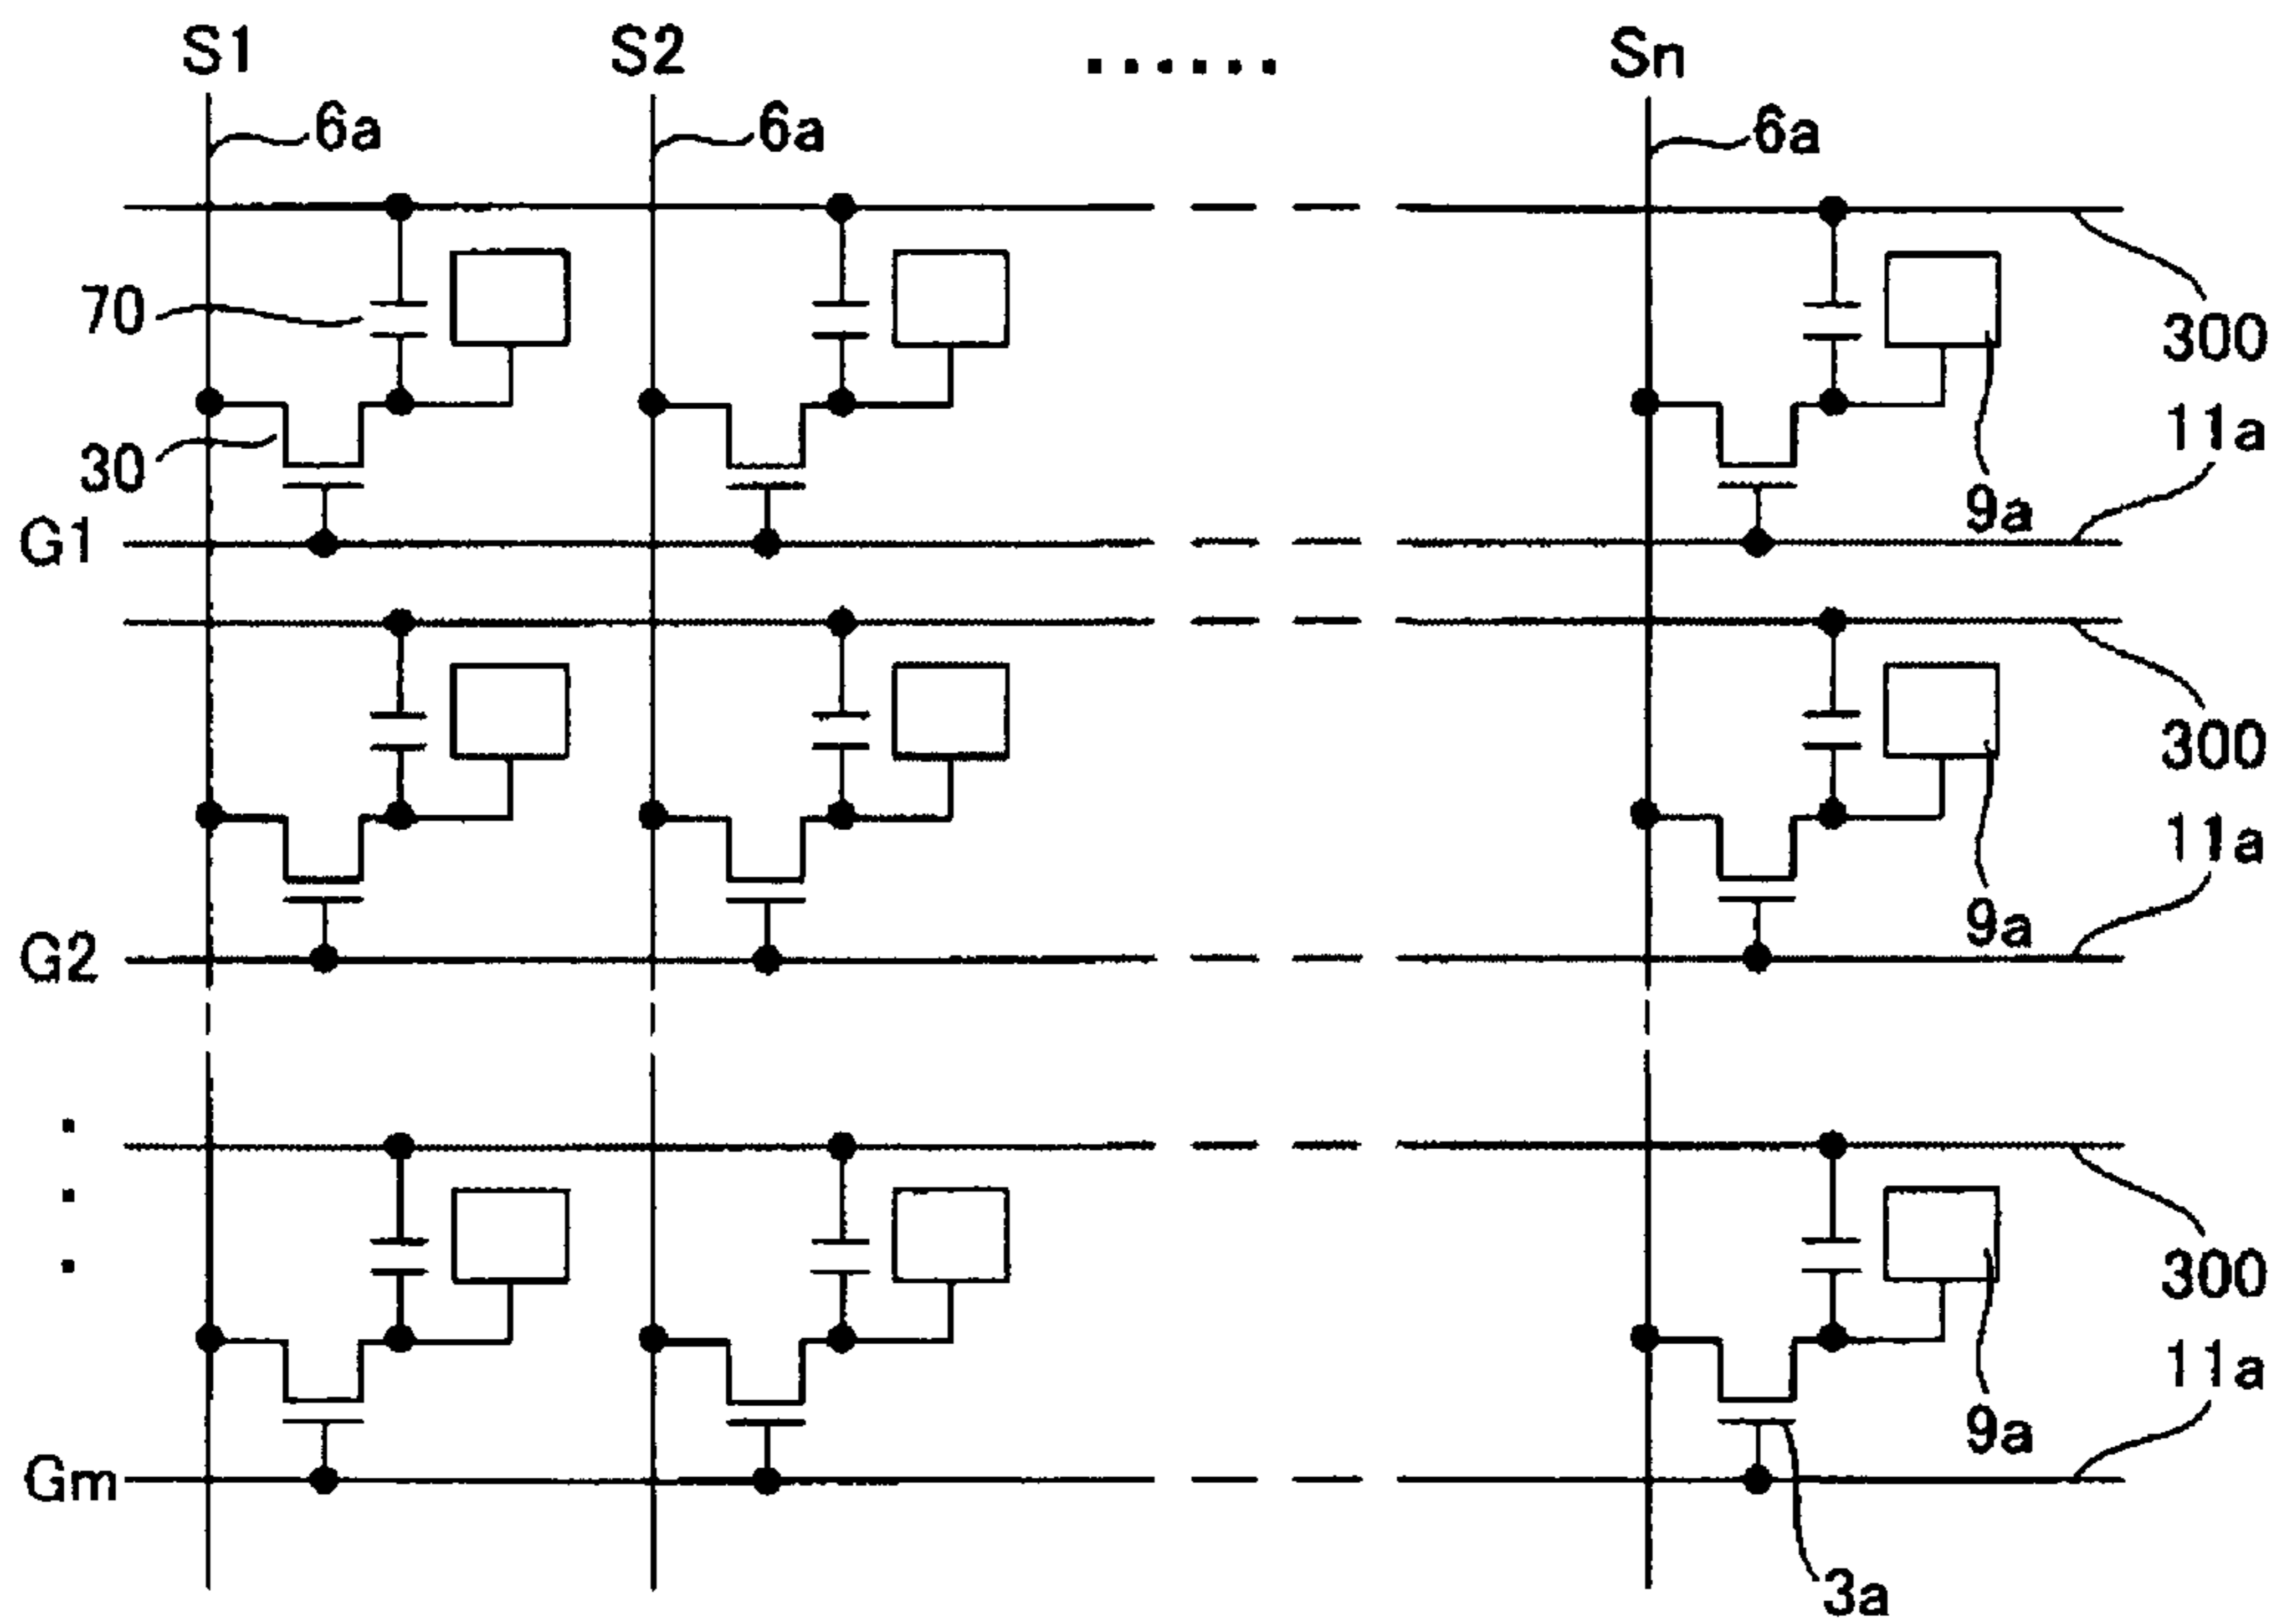 S1 S2 ...... Sn
6a 6a 6a
70 300
30 11a
9a
G1
300
11a
9a
G2
300
11a
9a
Gm
3a